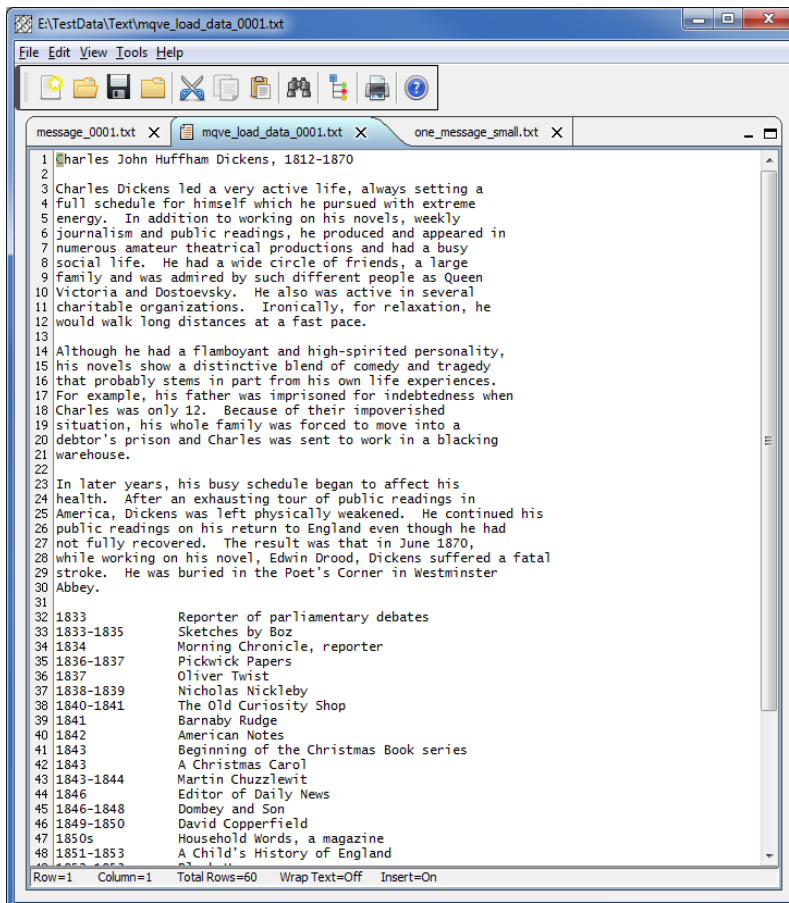 E:\TestData\Text\mqve_load_data_0001.txt
File Edit View Tools Help
message_0001.txt X mqve_load_data_0001.txt X one_message_small.txt X
1 Charles John Huffham Dickens, 1812-1870
2
3 Charles Dickens led a very active life, always setting a
4 full schedule for himself which he pursued with extreme
5 energy.  In addition to working on his novels, weekly
6 journalism and public readings, he produced and appeared in
7 numerous amateur theatrical productions and had a busy
8 social life.  He had a wide circle of friends, a large
9 family and was admired by such different people as Queen
10 Victoria and Dostoevsky.  He also was active in several
11 charitable organizations.  Ironically, for relaxation, he
12 would walk long distances at a fast pace.
13
14 Although he had a flamboyant and high-spirited personality,
15 his novels show a distinctive blend of comedy and tragedy
16 that probably stems in part from his own life experiences.
17 For example, his father was imprisoned for indebtedness when
18 Charles was only 12.  Because of their impoverished
19 situation, his whole family was forced to move into a
20 debtor's prison and Charles was sent to work in a blacking
21 warehouse.
22
23 In later years, his busy schedule began to affect his
24 health.  After an exhausting tour of public readings in
25 America, Dickens was left physically weakened.  He continued his
26 public readings on his return to England even though he had
27 not fully recovered.  The result was that in June 1870,
28 while working on his novel, Edwin Drood, Dickens suffered a fatal
29 stroke.  He was buried in the Poet's Corner in Westminster
30 Abbey.
31
32 1833 Reporter of parliamentary debates
33 1833-1835 Sketches by Boz
34 1834 Morning Chronicle, reporter
35 1836-1837 Pickwick Papers
36 1837 Oliver Twist
37 1838-1839 Nicholas Nickleby
38 1840-1841 The Old Curiosity Shop
39 1841 Barnaby Rudge
40 1842 American Notes
41 1843 Beginning of the Christmas Book series
42 1843 A Christmas Carol
43 1843-1844 Martin Chuzzlewit
44 1846 Editor of Daily News
45 1846-1848 Dombey and Son
46 1849-1850 David Copperfield
47 1850s Household Words, a magazine
48 1851-1853 A Child's History of England
Row=1 Column=1 Total Rows=60 Wrap Text=Off Insert=On